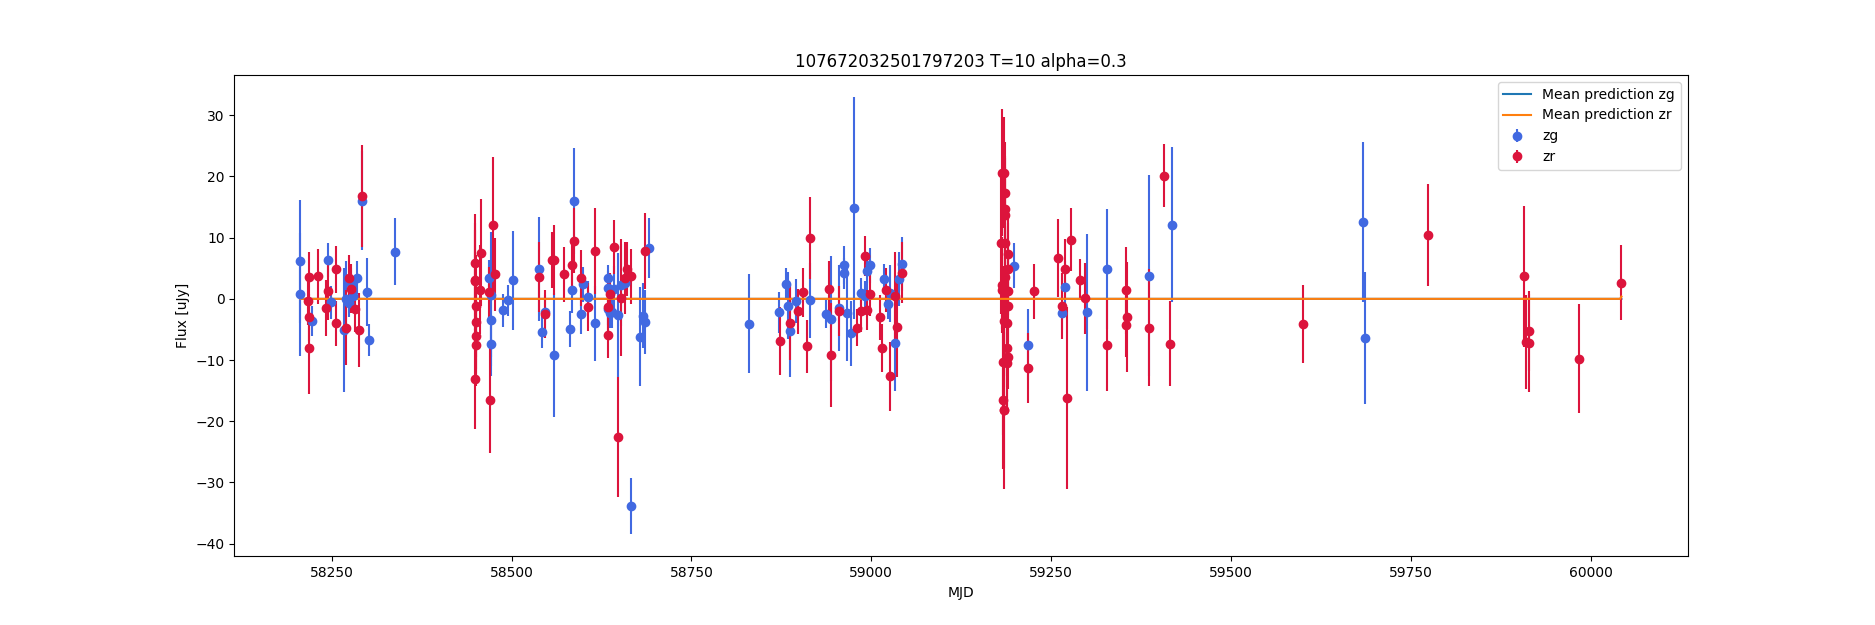 107672032501797203 T=10 alpha=0.3
Mean prediction zg
Mean prediction zr
zg
zr
Flux [uJy]
30
20
10
0
−10
−20
−30
−40
58250
58500
58750
59000
59250
59500
59750
60000
MJD